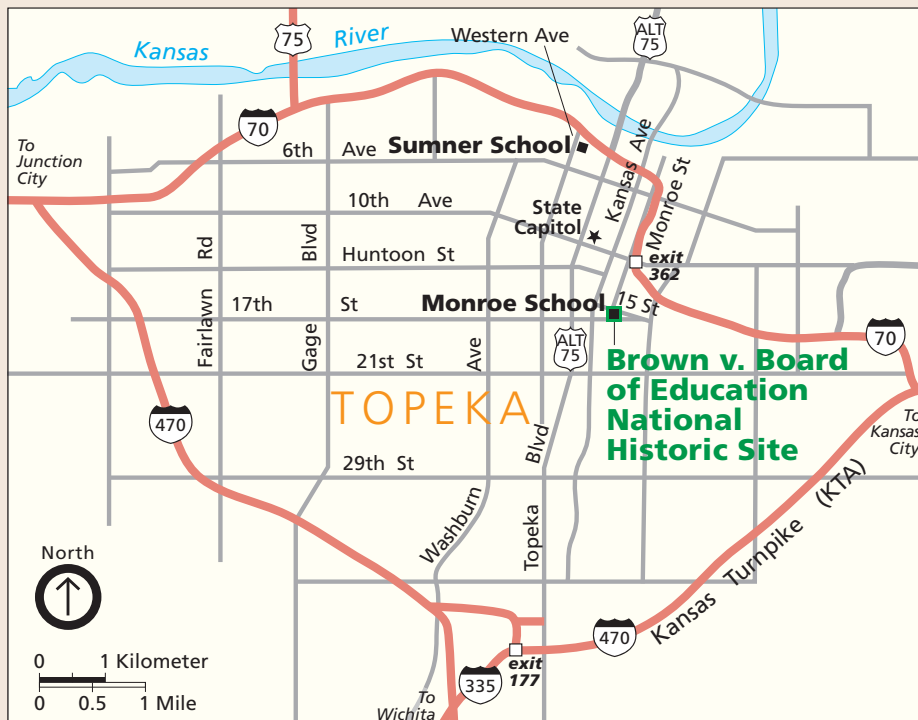 75
ALT
75
Western Ave
Kansas River
70
To
Junction
City
6th Ave
Sumner School
Kansas Ave
Monroe St
10th Ave
State
Capitol
Fairlawn Rd
Gage Blvd
Huntoon St
exit
362
Monroe School
15 St
17th St
ALT
75
70
21st St
Brown v. Board
of Education
National
Historic Site
TOPEKA
To
Kansas
City
470
29th St
Washburn Ave
Topeka Blvd
Kansas Turnpike (KTA)
North
0 1 Kilometer
0 0.5 1 Mile
470
exit
177
335
To
Wichita